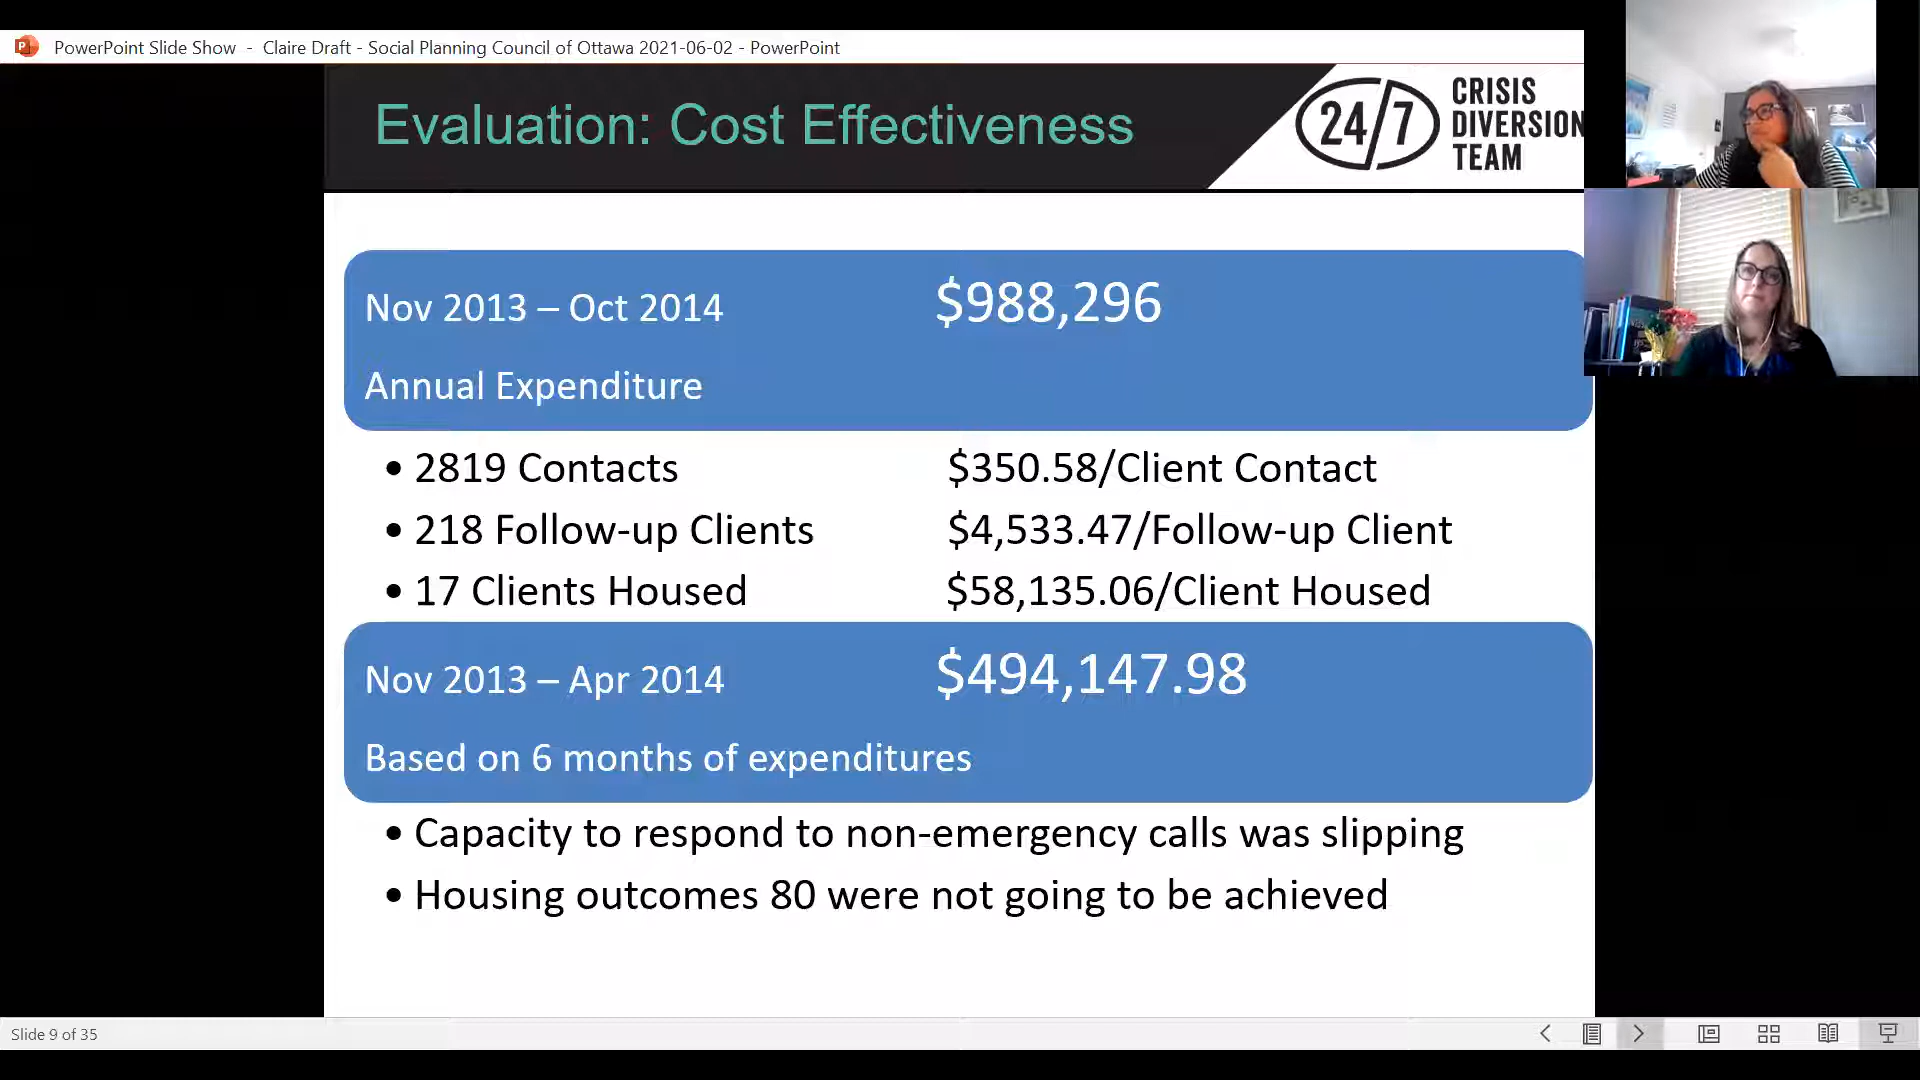 PowerPoint Slide Show - Claire Draft - Social Planning Council of Ottawa 2021-06-02 - PowerPoint
Evaluation: Cost Effectiveness
24/7
CRISIS
DIVERSION
TEAM
Nov 2013 – Oct 2014 $988,296
Annual Expenditure
• 2819 Contacts $350.58/Client Contact
• 218 Follow-up Clients $4,533.47/Follow-up Client
• 17 Clients Housed $58,135.06/Client Housed
Nov 2013 – Apr 2014 $494,147.98
Based on 6 months of expenditures
• Capacity to respond to non-emergency calls was slipping
• Housing outcomes 80 were not going to be achieved
Slide 9 of 35